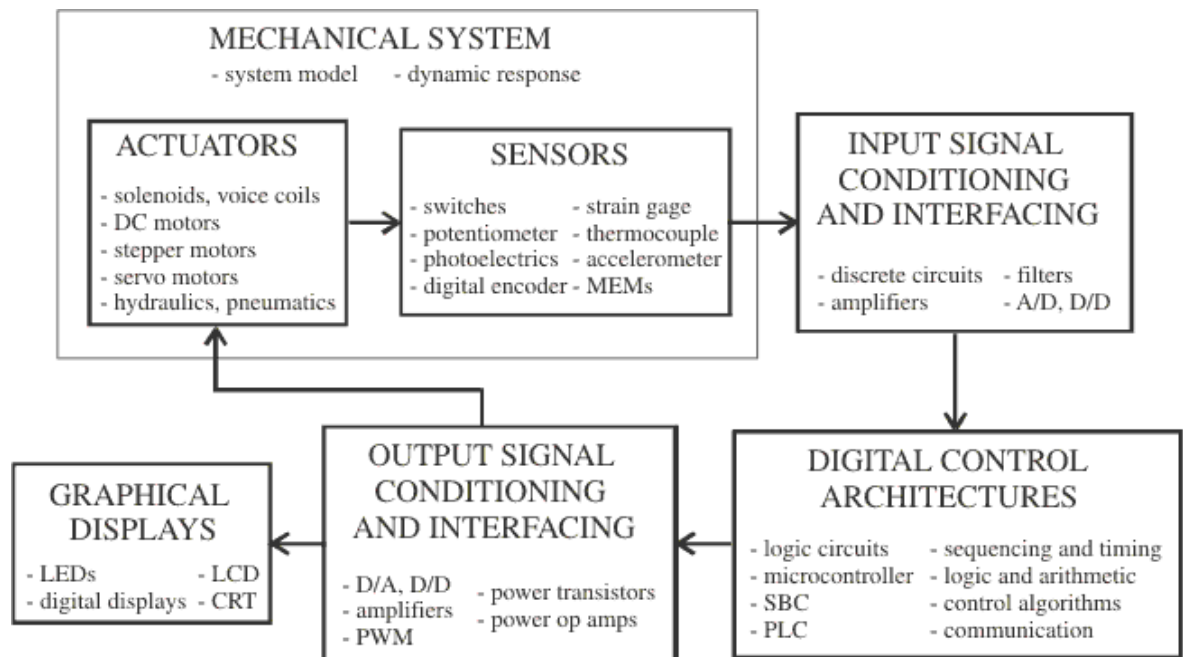 MECHANICAL SYSTEM
- system model - dynamic response
ACTUATORS
- solenoids, voice coils
- DC motors
- stepper motors
- servo motors
- hydraulics, pneumatics
SENSORS
- switches - strain gage
- potentiometer - thermocouple
- photoelectrics - accelerometer
- digital encoder - MEMs
INPUT SIGNAL
CONDITIONING
AND INTERFACING
- discrete circuits - filters
- amplifiers - A/D, D/D
GRAPHICAL
DISPLAYS
- LEDs - LCD
- digital displays - CRT
OUTPUT SIGNAL
CONDITIONING
AND INTERFACING
- D/A, D/D - power transistors
- amplifiers - power op amps
- PWM
DIGITAL CONTROL
ARCHITECTURES
- logic circuits - sequencing and timing
- microcontroller - logic and arithmetic
- SBC - control algorithms
- PLC - communication